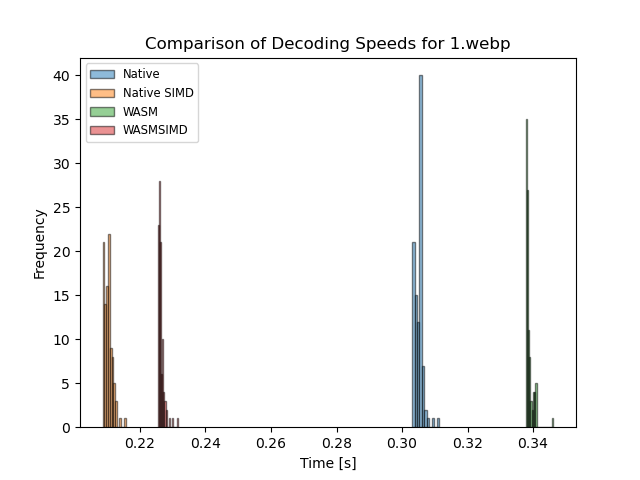 Comparison of Decoding Speeds for 1.webp
Native
Native SIMD
WASM
WASMSIMD
Frequency
40
35
30
25
20
15
10
5
0
0.22 0.24 0.26 0.28 0.30 0.32 0.34
Time [s]